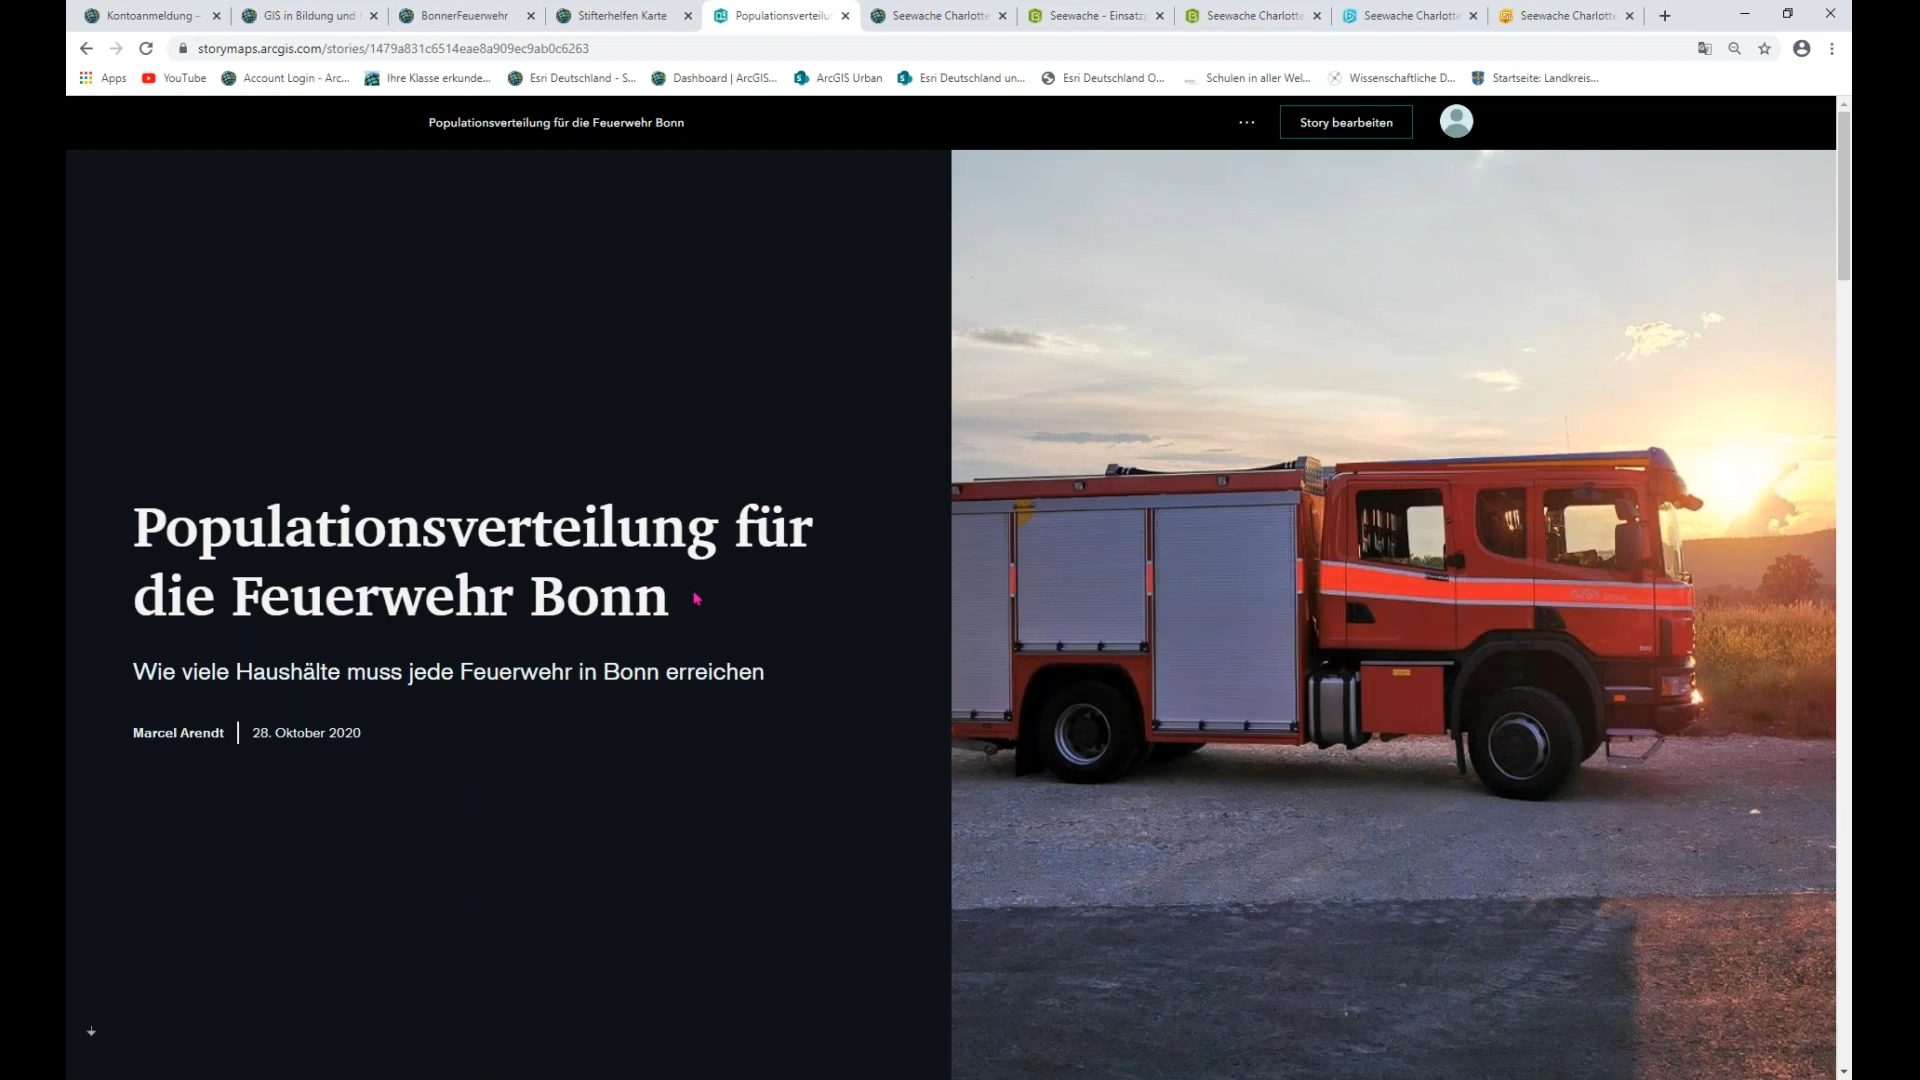 Kontoanmeldung -
GIS in Bildung und
BonnerFeuerwehr
Stifterhelfen Karte
Populationsverteilu
Seewache Charlotte
Seewache - Einsatz
Seewache Charlotte
Seewache Charlotte
Seewache Charlotte
storymaps.arcgis.com/stories/1479a831c6514eae8a909ec9ab0c6263
Apps
YouTube
Account Login - Arc...
Ihre Klasse erkunde...
Esri Deutschland - S...
Dashboard | ArcGIS...
ArcGIS Urban
Esri Deutschland un...
Esri Deutschland O...
Schulen in aller Wel...
Wissenschaftliche D...
Startseite: Landkreis...
Populationsverteilung für die Feuerwehr Bonn
Story bearbeiten
Populationsverteilung für
die Feuerwehr Bonn
Wie viele Haushälte muss jede Feuerwehr in Bonn erreichen
Marcel Arendt
28. Oktober 2020